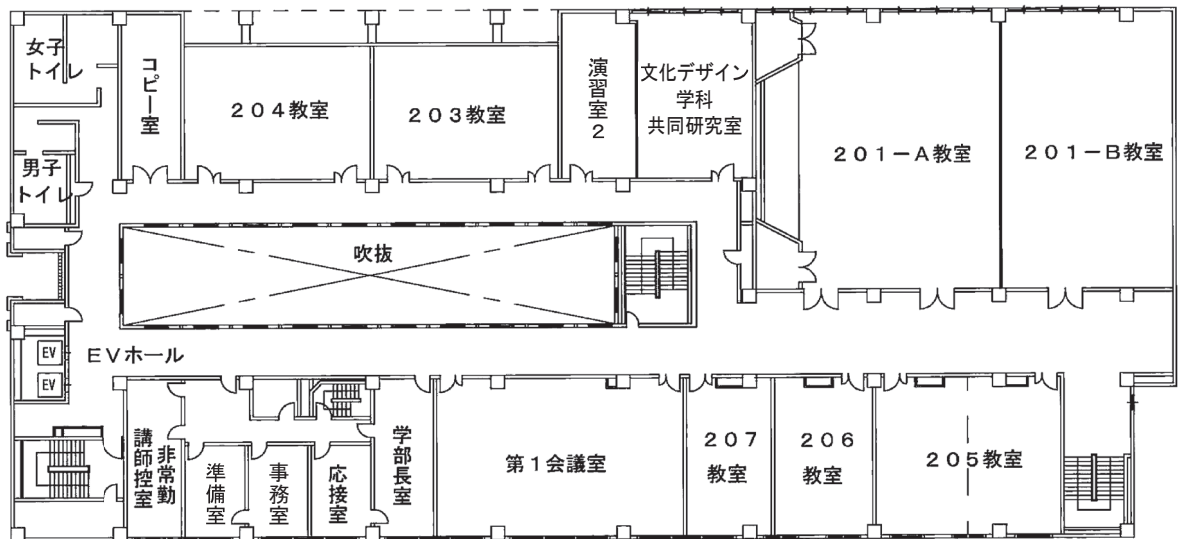 女子
トイレ
コピー室
２０４教室
２０３教室
演習室２
文化デザイン
学科
共同研究室
２０１－Ａ教室
２０１－Ｂ教室
男子
トイレ
吹抜
ＥＶホール
EV
EV
非常勤
講師控室
準備室
事務室
応接室
学部長室
第１会議室
２０７
教室
２０６
教室
２０５教室